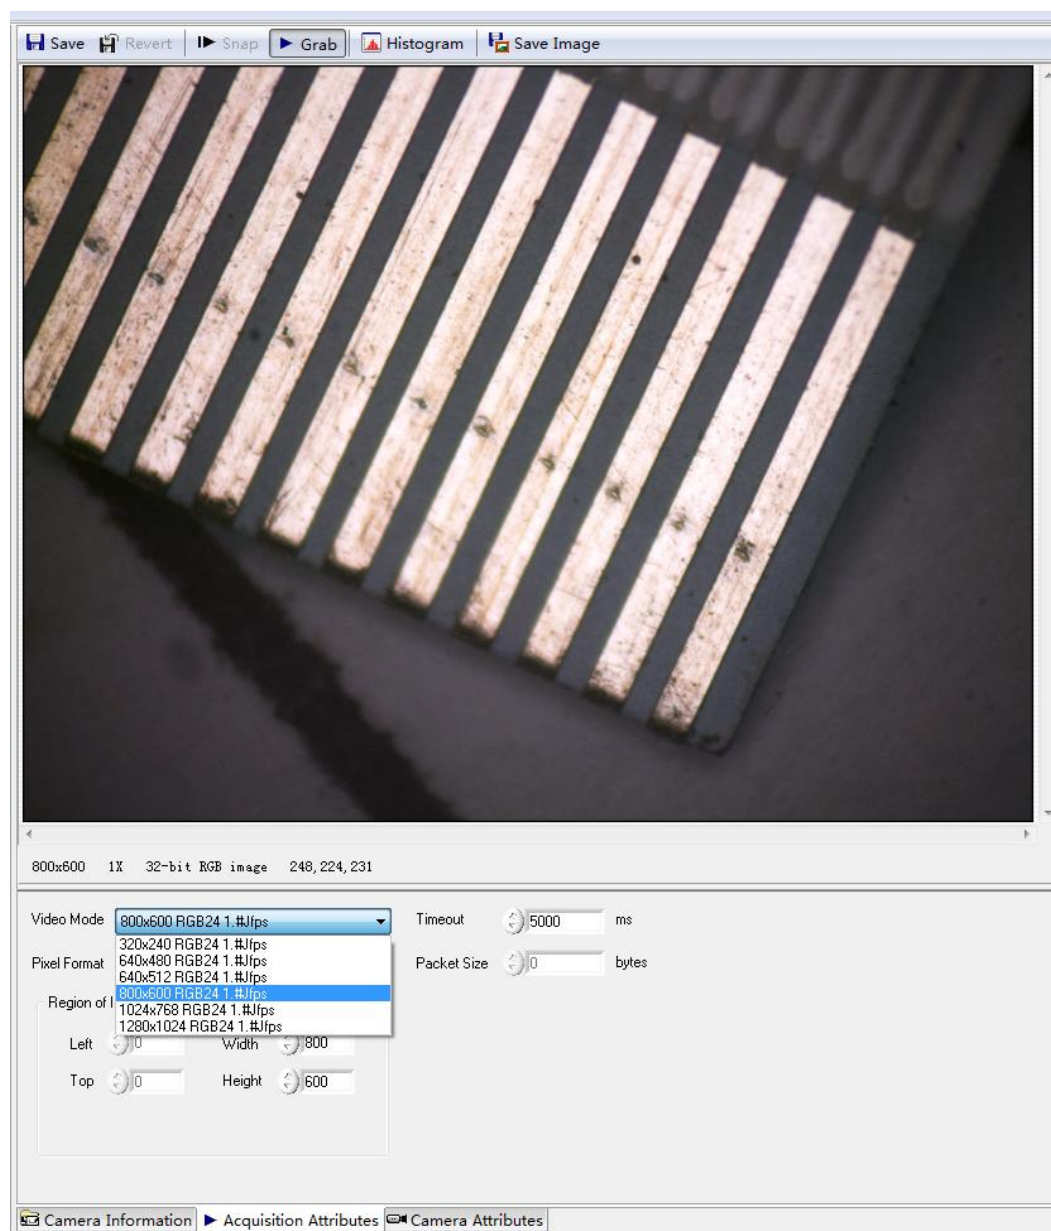 Save Revert Snap Grab Histogram Save Image
800x600 1X 32-bit RGB image 248,224,231
Video Mode 800x600 RGB24 1.#Jfps Timeout 5000 ms
320x240 RGB24 1.#Jfps
640x480 RGB24 1.#Jfps
Pixel Format Packet Size 0 bytes
640x512 RGB24 1.#Jfps
800x600 RGB24 1.#Jfps
Region of
1024x768 RGB24 1.#Jfps
1280x1024 RGB24 1.#Jfps
Left 0 Width 800
Top 0 Height 600
Camera Information Acquisition Attributes Camera Attributes